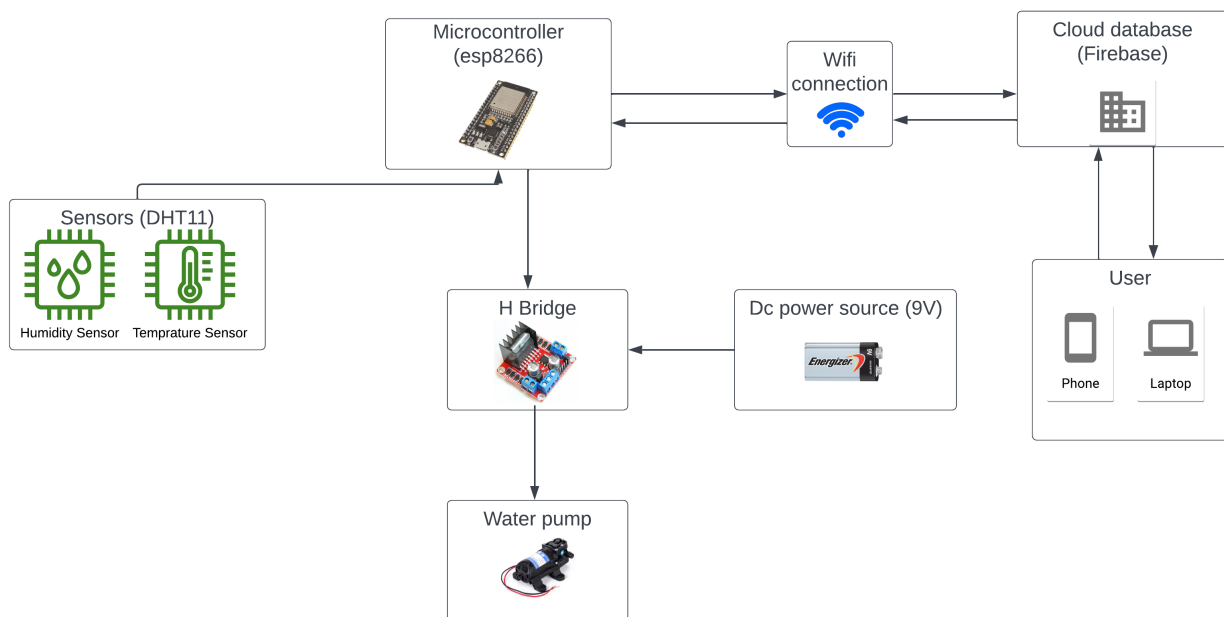 Microcontroller
(esp8266)
Wifi
connection
Cloud database
(Firebase)
Sensors (DHT11)
Humidity Sensor
Temprature Sensor
H Bridge
Dc power source (9V)
Energizer
User
Phone
Laptop
Water pump